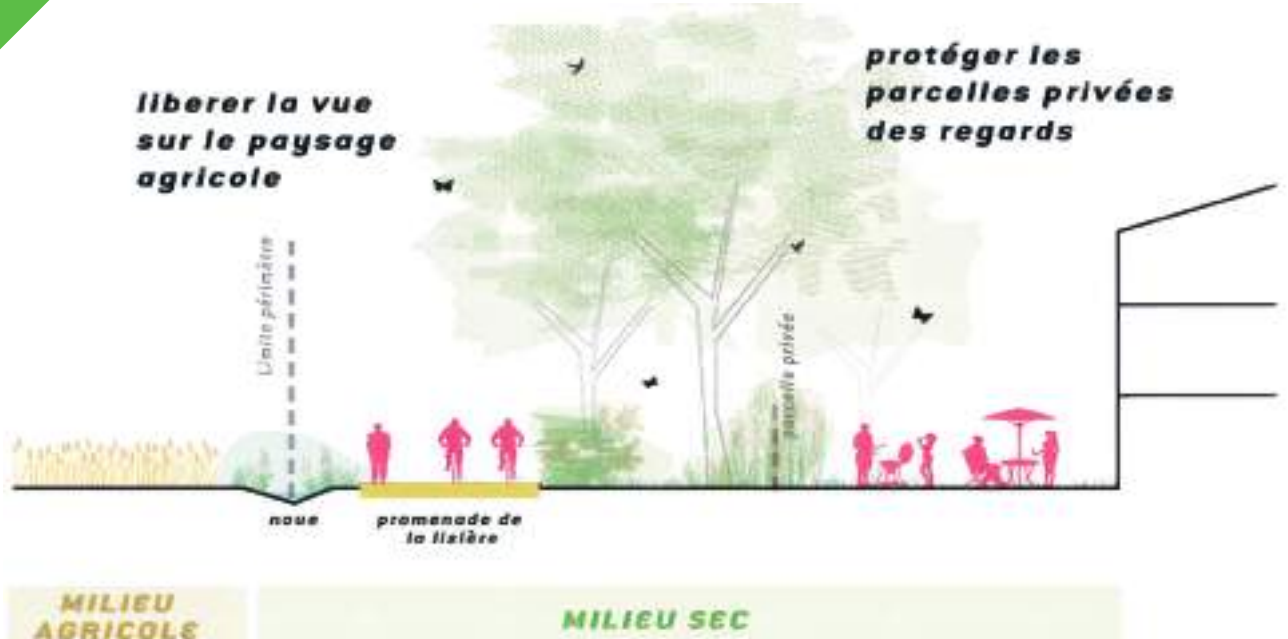 liberer la vue
sur le paysage
agricole
protéger les
parcelles privées
des regards
Limite périmètre
parcelle privée
noue
promenade de
la lisière
MILIEU
AGRICOLE
MILIEU SEC